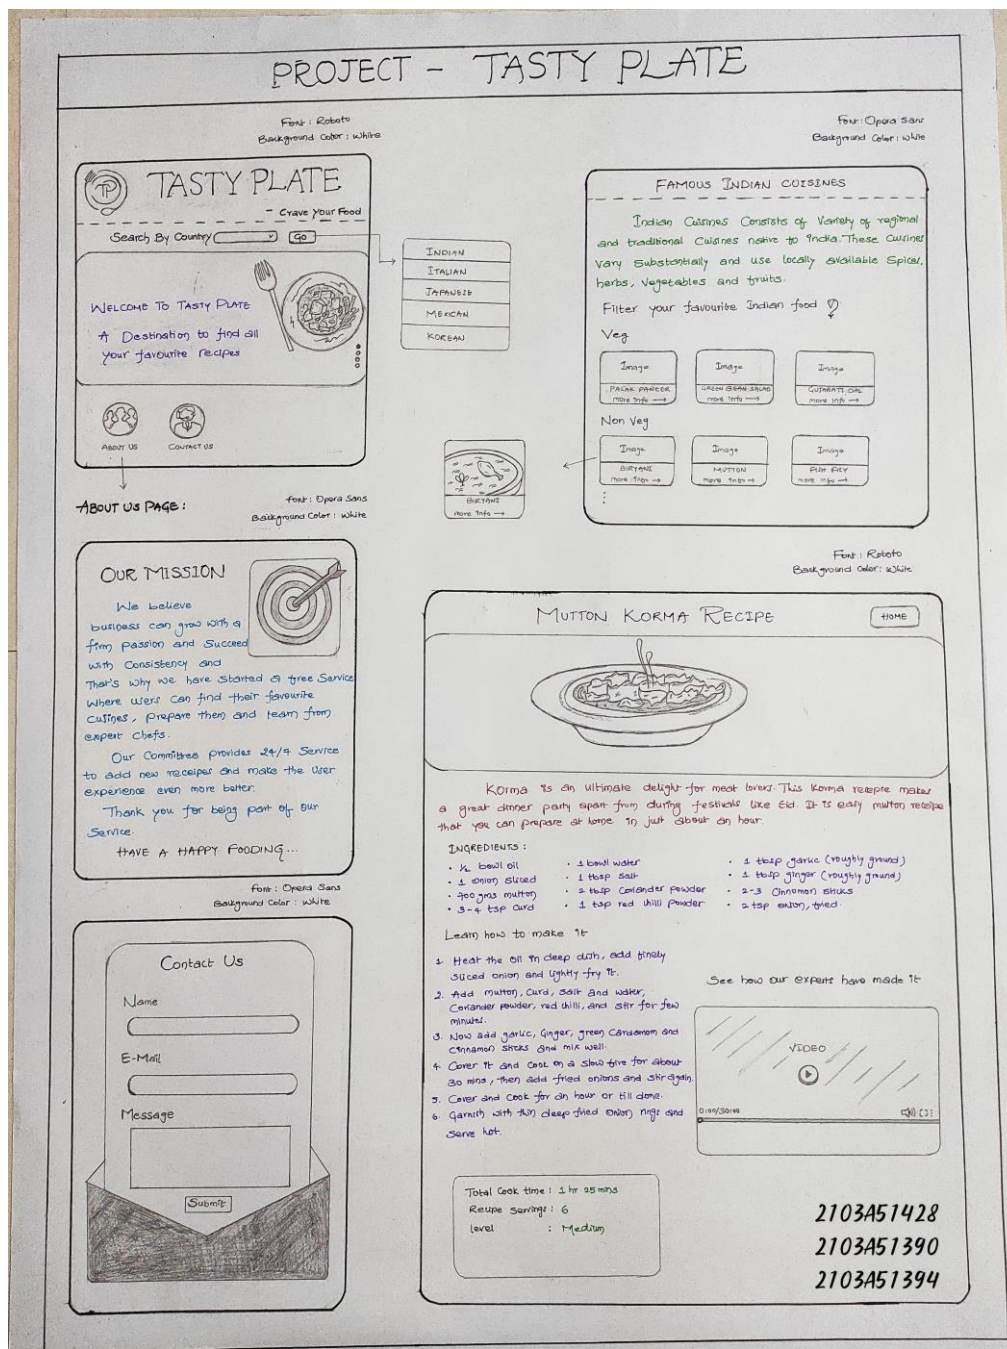 PROJECT - TASTY PLATE
Font : Roboto
Background Color : White
TP
TASTY PLATE
- Crave Your Food
Search By Country
Go
WELCOME TO TASTY PLATE
A Destination to find all
your favourite recipes
ABOUT US
CONTACT US
INDIAN
ITALIAN
JAPANESE
MEXICAN
KOREAN
Font : Opera Sans
Background Color : White
FAMOUS INDIAN CUISINES
Indian Cuisines Consists of Variety of regional
and traditional Cuisines native to India. These Cuisines
vary Substantially and use locally available Spices,
herbs, Vegetables and fruits.
Filter your favourite Indian food
Veg
Image
Image
Image
PALAK PANEER
GREEN BEAN SALAD
GUJARATI DAL
more info →
more info →
more info →
Non Veg
Image
Image
Image
BIRYANI
MUTTON
FISH FRY
more info →
more info →
more info →
BIRYANI
more info →
ABOUT US PAGE :
Font : Opera Sans
Background Color : White
OUR MISSION
We believe
business can grow with a
firm passion and Succeed
with Consistency and
That's why we have Started a free Service
where users can find their favourite
Cusines, prepare them and learn from
expert Chefs.
Our Committee provides 24/7 Service
to add new receipes and make the User
experience even more better.
Thank you for being part of our
Service.
HAVE A HAPPY FOODING...
Font : Opera Sans
Background Color : White
Contact Us
Name
E-Mail
Message
Submit
Font : Roboto
Background Color : White
MUTTON KORMA RECIPE
HOME
Korma is an ultimate delight for meat lovers. This Korma recepie makes
a great dinner party apart from during festivals like Eid. It is easy mutton receipe
that you can prepare at home in just about an hour.
INGREDIENTS :
• ½ bowl oil
• 1 onion sliced
• 900 gms mutton
• 3-4 tsp curd
• 1 bowl water
• 1 tbsp salt
• 2 tbsp Coriander powder
• 1 tsp red chilli powder
• 1 tbsp garlic (roughly ground)
• 1 tbsp ginger (roughly ground)
• 2-3 Cinnamon sticks
• 2 tsp onion, fried.
Learn how to make it
1. Heat the oil in deep dish, add finely
sliced onion and lightly fry it.
2. Add mutton, curd, salt and water,
Coriander powder, red chilli, and stir for few
minutes.
3. Now add garlic, Ginger, green Cardamom and
Cinnamon sticks and mix well.
4. Cover it and cook on a slow fire for about
30 mins, then add fried onions and stir again.
5. Cover and Cook for an hour or till done.
6. Garnish with thin deep fried onion rings and
serve hot.
See how our experts have made it
VIDEO
0:00/30:00
Total Cook time : 1 hr 25 mins
Recipe Servings : 6
level : Medium
2103A51428
2103A51390
2103A51394